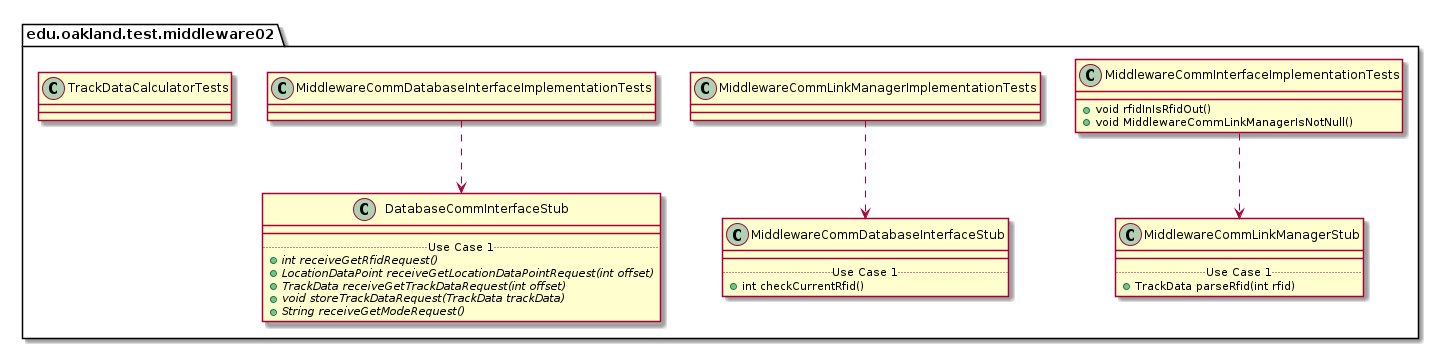 edu.oakland.test.middleware02
C TrackDataCalculatorTests
C MiddlewareCommDatabaseInterfaceImplementationTests
C MiddlewareCommLinkManagerImplementationTests
C MiddlewareCommInterfaceImplementationTests
void rfidInIsRfidOut()
void MiddlewareCommLinkManagerIsNotNull()
C DatabaseCommInterfaceStub
Use Case 1
int receiveGetRfidRequest()
LocationDataPoint receiveGetLocationDataPointRequest(int offset)
TrackData receiveGetTrackDataRequest(int offset)
void storeTrackDataRequest(TrackData trackData)
String receiveGetModeRequest()
C MiddlewareCommDatabaseInterfaceStub
Use Case 1
int checkCurrentRfid()
C MiddlewareCommLinkManagerStub
Use Case 1
TrackData parseRfid(int rfid)